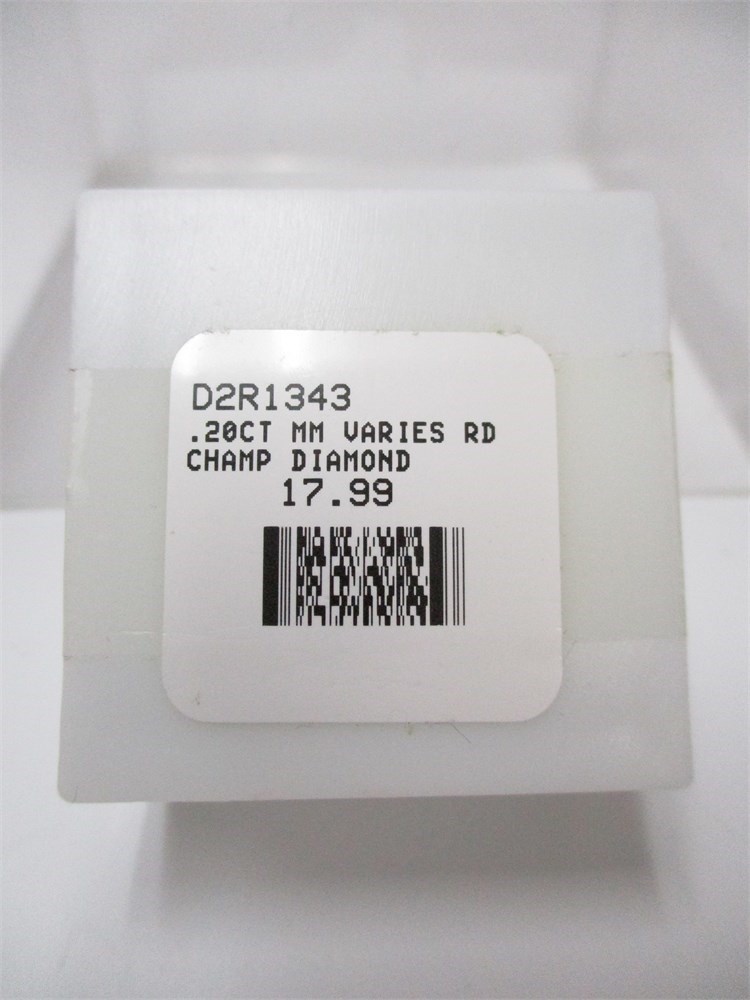 D2R1343
.20CT MM VARIES RD
CHAMP DIAMOND
17.99